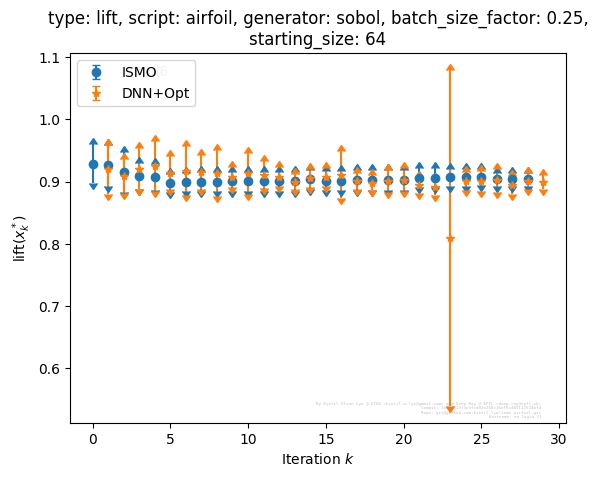 type: lift, script: airfoil, generator: sobol, batch_size_factor: 0.25,
starting_size: 64
ISMO
DNN+Opt
1.1
1.0
0.9
0.8
0.7
0.6
lift(x_k^*)
0 5 10 15 20 25 30
Iteration k